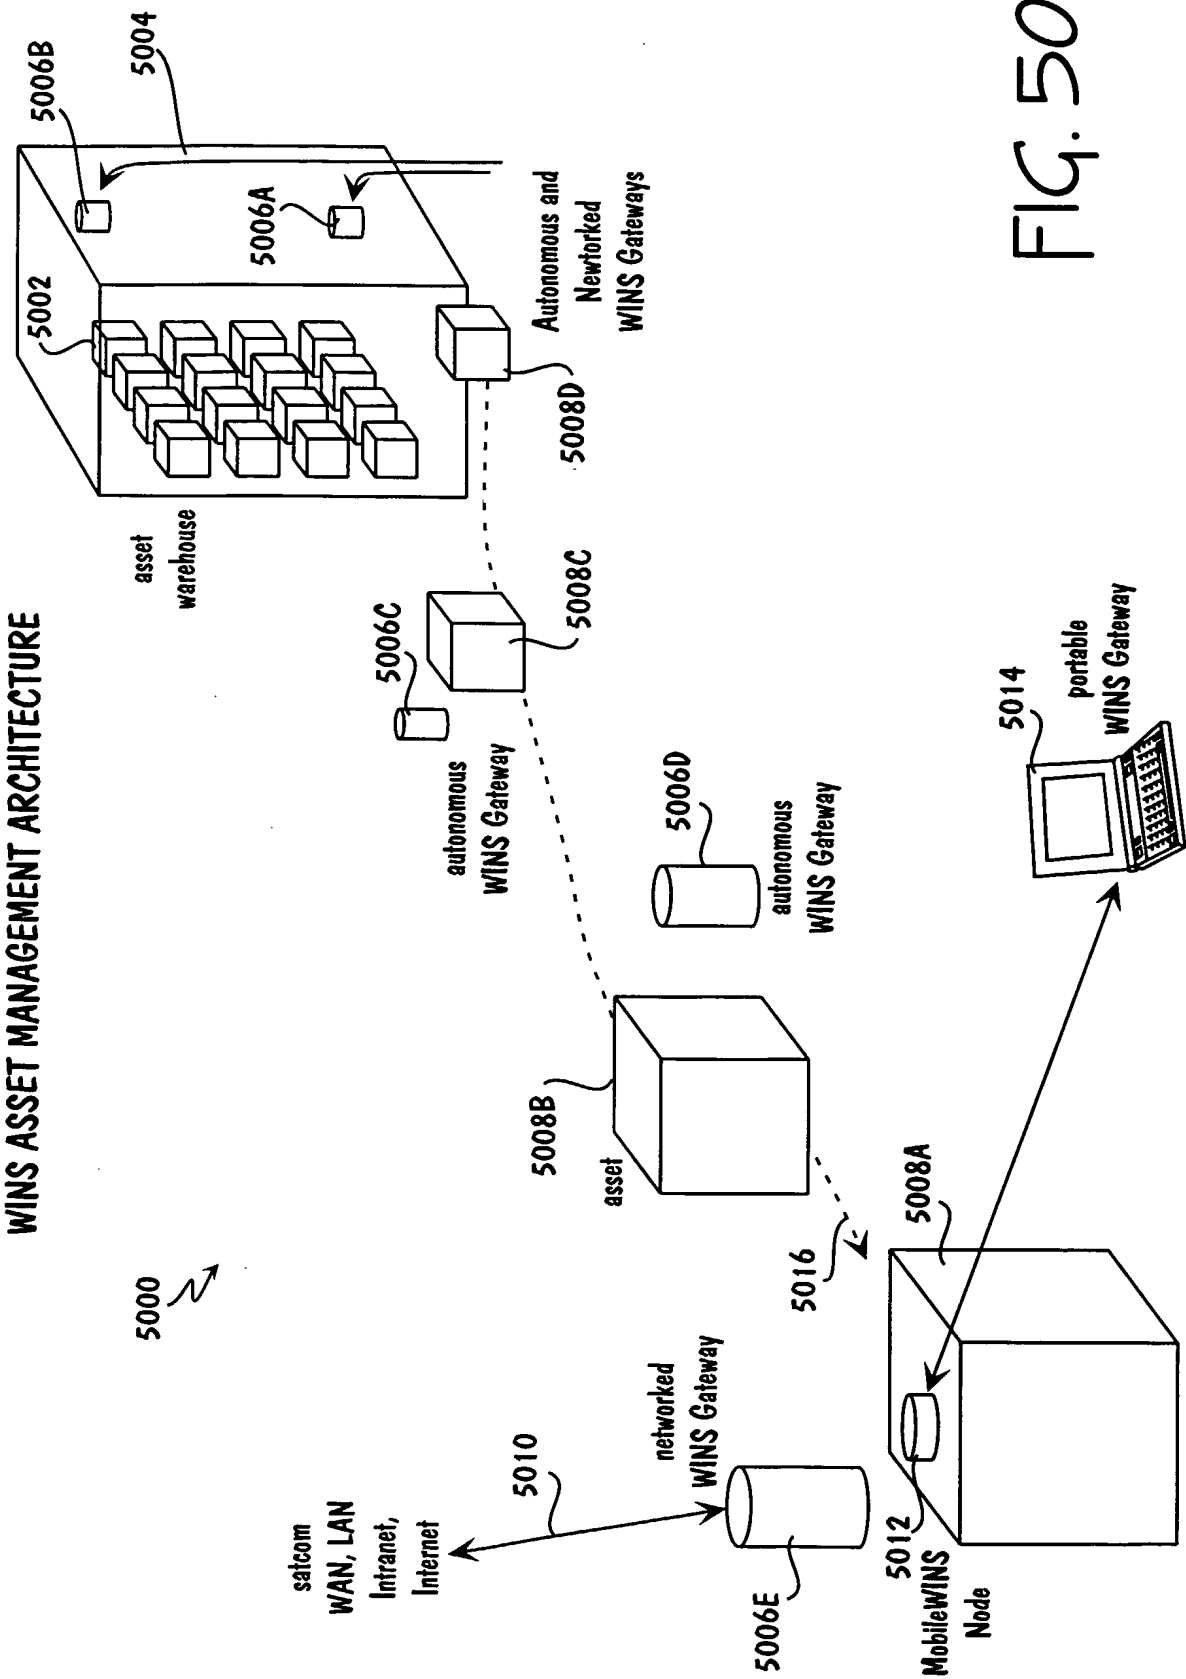 WINS ASSET MANAGEMENT ARCHITECTURE
5000
satcom
WAN, LAN
Intranet,
Internet
5010
networked
WINS Gateway
5006E
5012
MobileWINS
Node
5008A
5016
5008B
asset
5006D
autonomous
WINS Gateway
5014
portable
WINS Gateway
5006C
autonomous
WINS Gateway
5008C
asset
warehouse
5002
5006B
5004
5006A
5008D
Autonomous and
Newtorked
WINS Gateways
FIG. 50